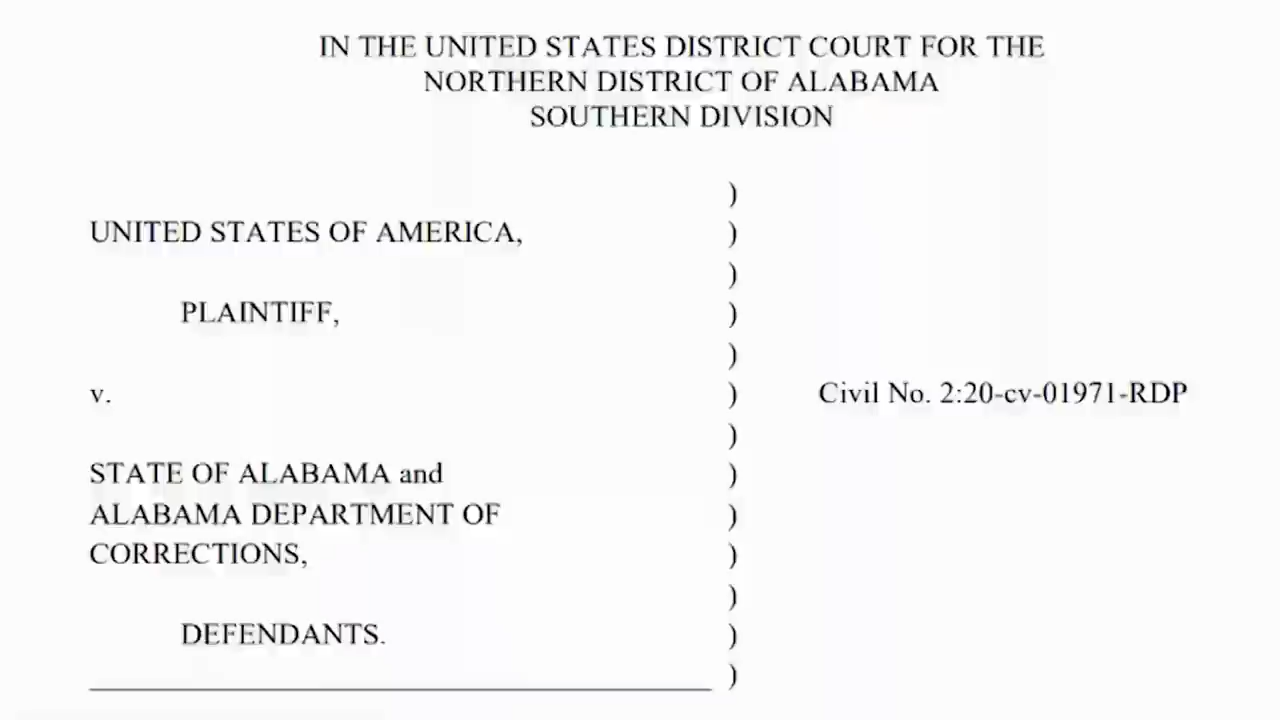 IN THE UNITED STATES DISTRICT COURT FOR THE
NORTHERN DISTRICT OF ALABAMA
SOUTHERN DIVISION
)
UNITED STATES OF AMERICA, )
)
PLAINTIFF, )
)
v. ) Civil No. 2:20-cv-01971-RDP
)
STATE OF ALABAMA and )
ALABAMA DEPARTMENT OF )
CORRECTIONS, )
)
DEFENDANTS. )
)